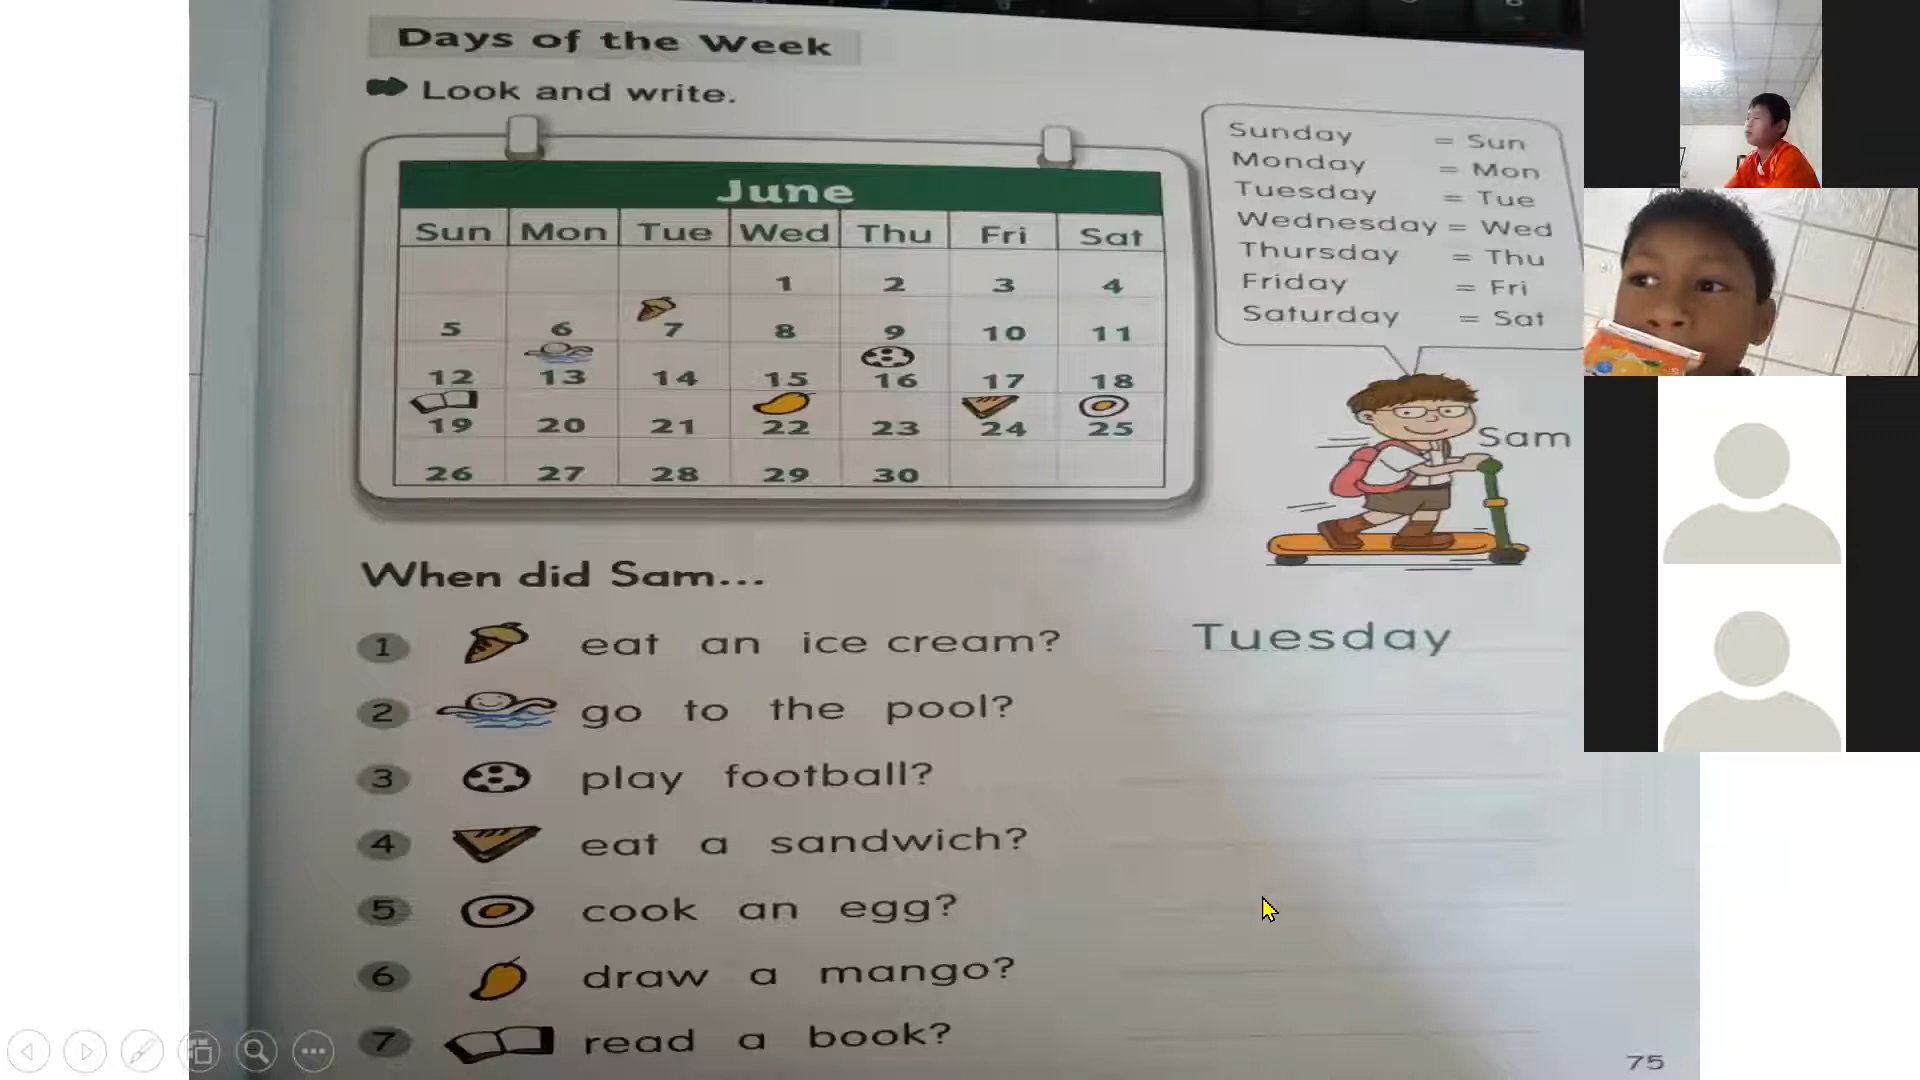 Days of the Week
Look and write.
June
Sun Mon Tue Wed Thu Fri Sat
1 2 3 4
5 6 7 8 9 10 11
12 13 14 15 16 17 18
19 20 21 22 23 24 25
26 27 28 29 30
Sunday = Sun
Monday = Mon
Tuesday = Tue
Wednesday = Wed
Thursday = Thu
Friday = Fri
Saturday = Sat
Sam
When did Sam...
1 eat an ice cream? Tuesday
2 go to the pool?
3 play football?
4 eat a sandwich?
5 cook an egg?
6 draw a mango?
7 read a book?
75